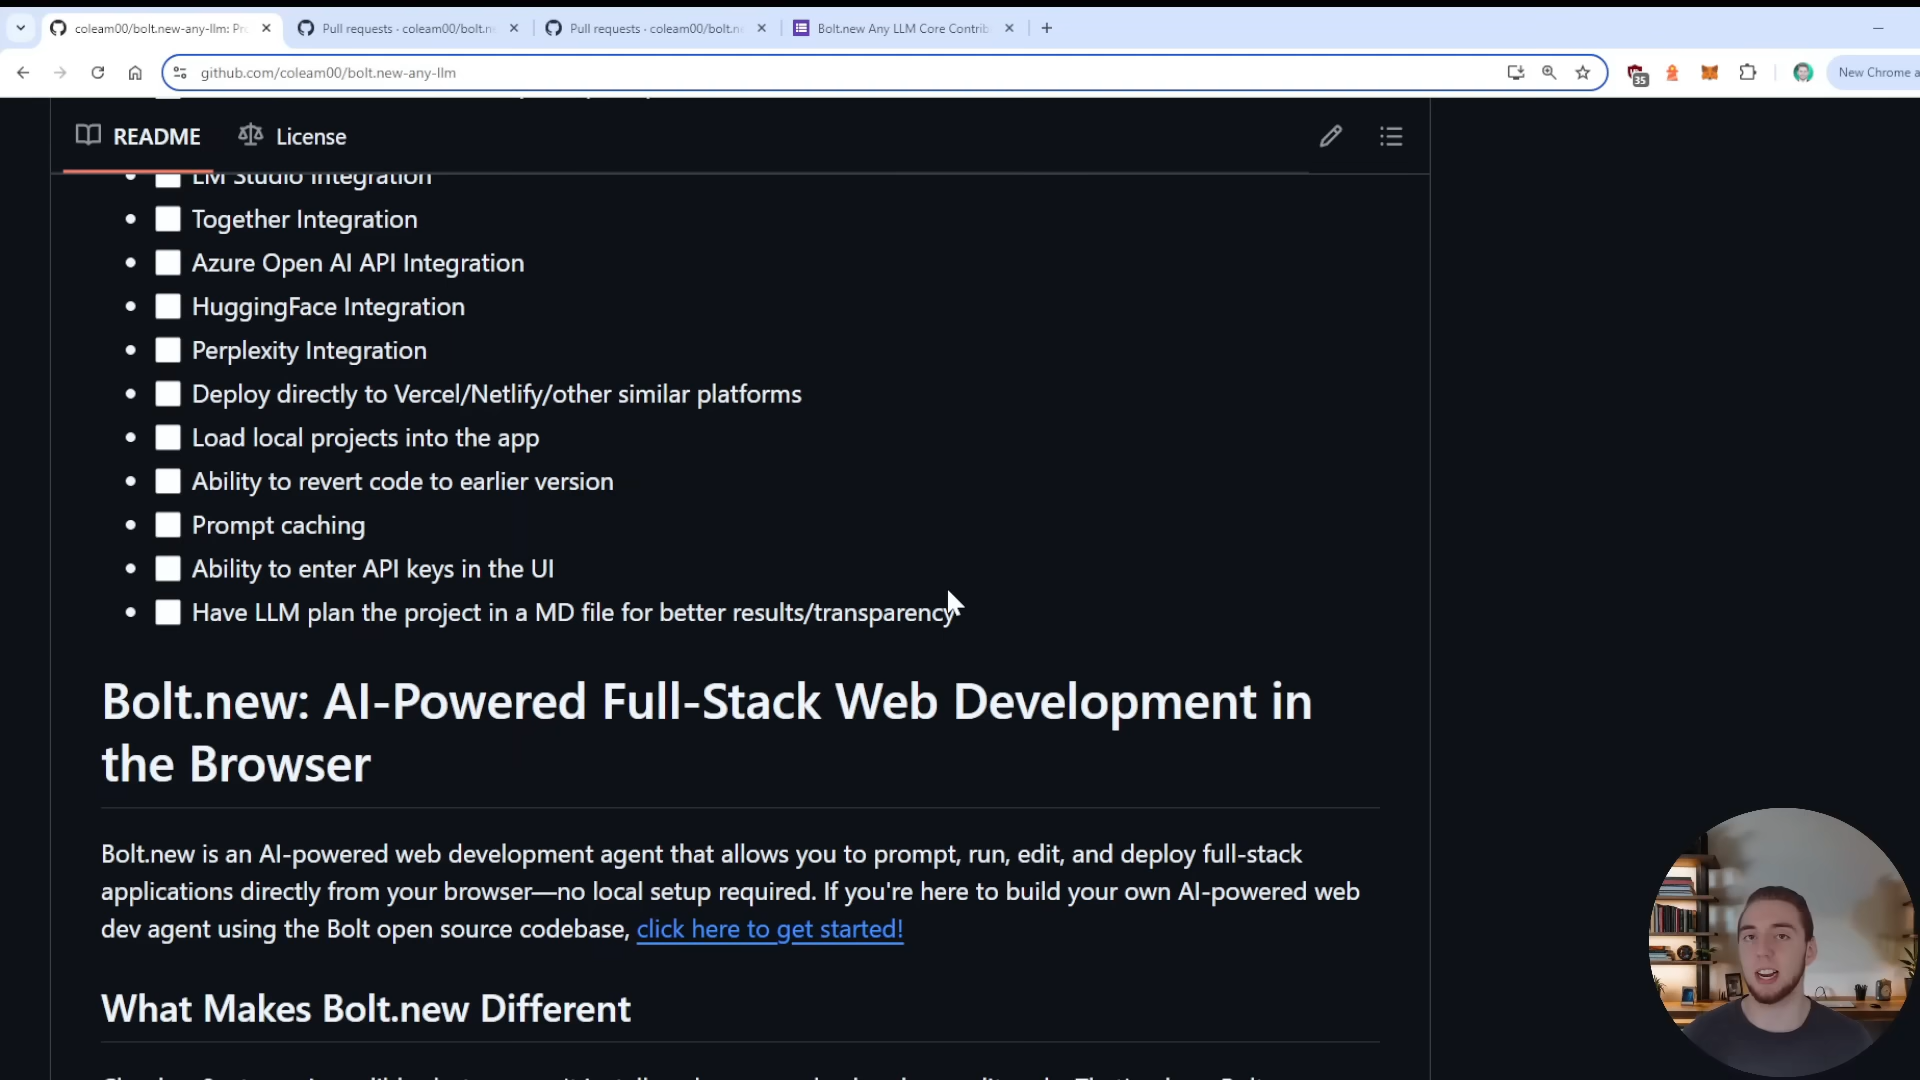 coleam00/bolt.new-any-llm: Pr
Pull requests · coleam00/bolt.n
Pull requests · coleam00/bolt.n
Bolt.new Any LLM Core Contrib
github.com/coleam00/bolt.new-any-llm
35
New Chrome a
README
License
LM Studio Integration
Together Integration
Azure Open AI API Integration
HuggingFace Integration
Perplexity Integration
Deploy directly to Vercel/Netlify/other similar platforms
Load local projects into the app
Ability to revert code to earlier version
Prompt caching
Ability to enter API keys in the UI
Have LLM plan the project in a MD file for better results/transparency
Bolt.new: AI-Powered Full-Stack Web Development in
the Browser
Bolt.new is an AI-powered web development agent that allows you to prompt, run, edit, and deploy full-stack
applications directly from your browser—no local setup required. If you're here to build your own AI-powered web
dev agent using the Bolt open source codebase, click here to get started!
What Makes Bolt.new Different